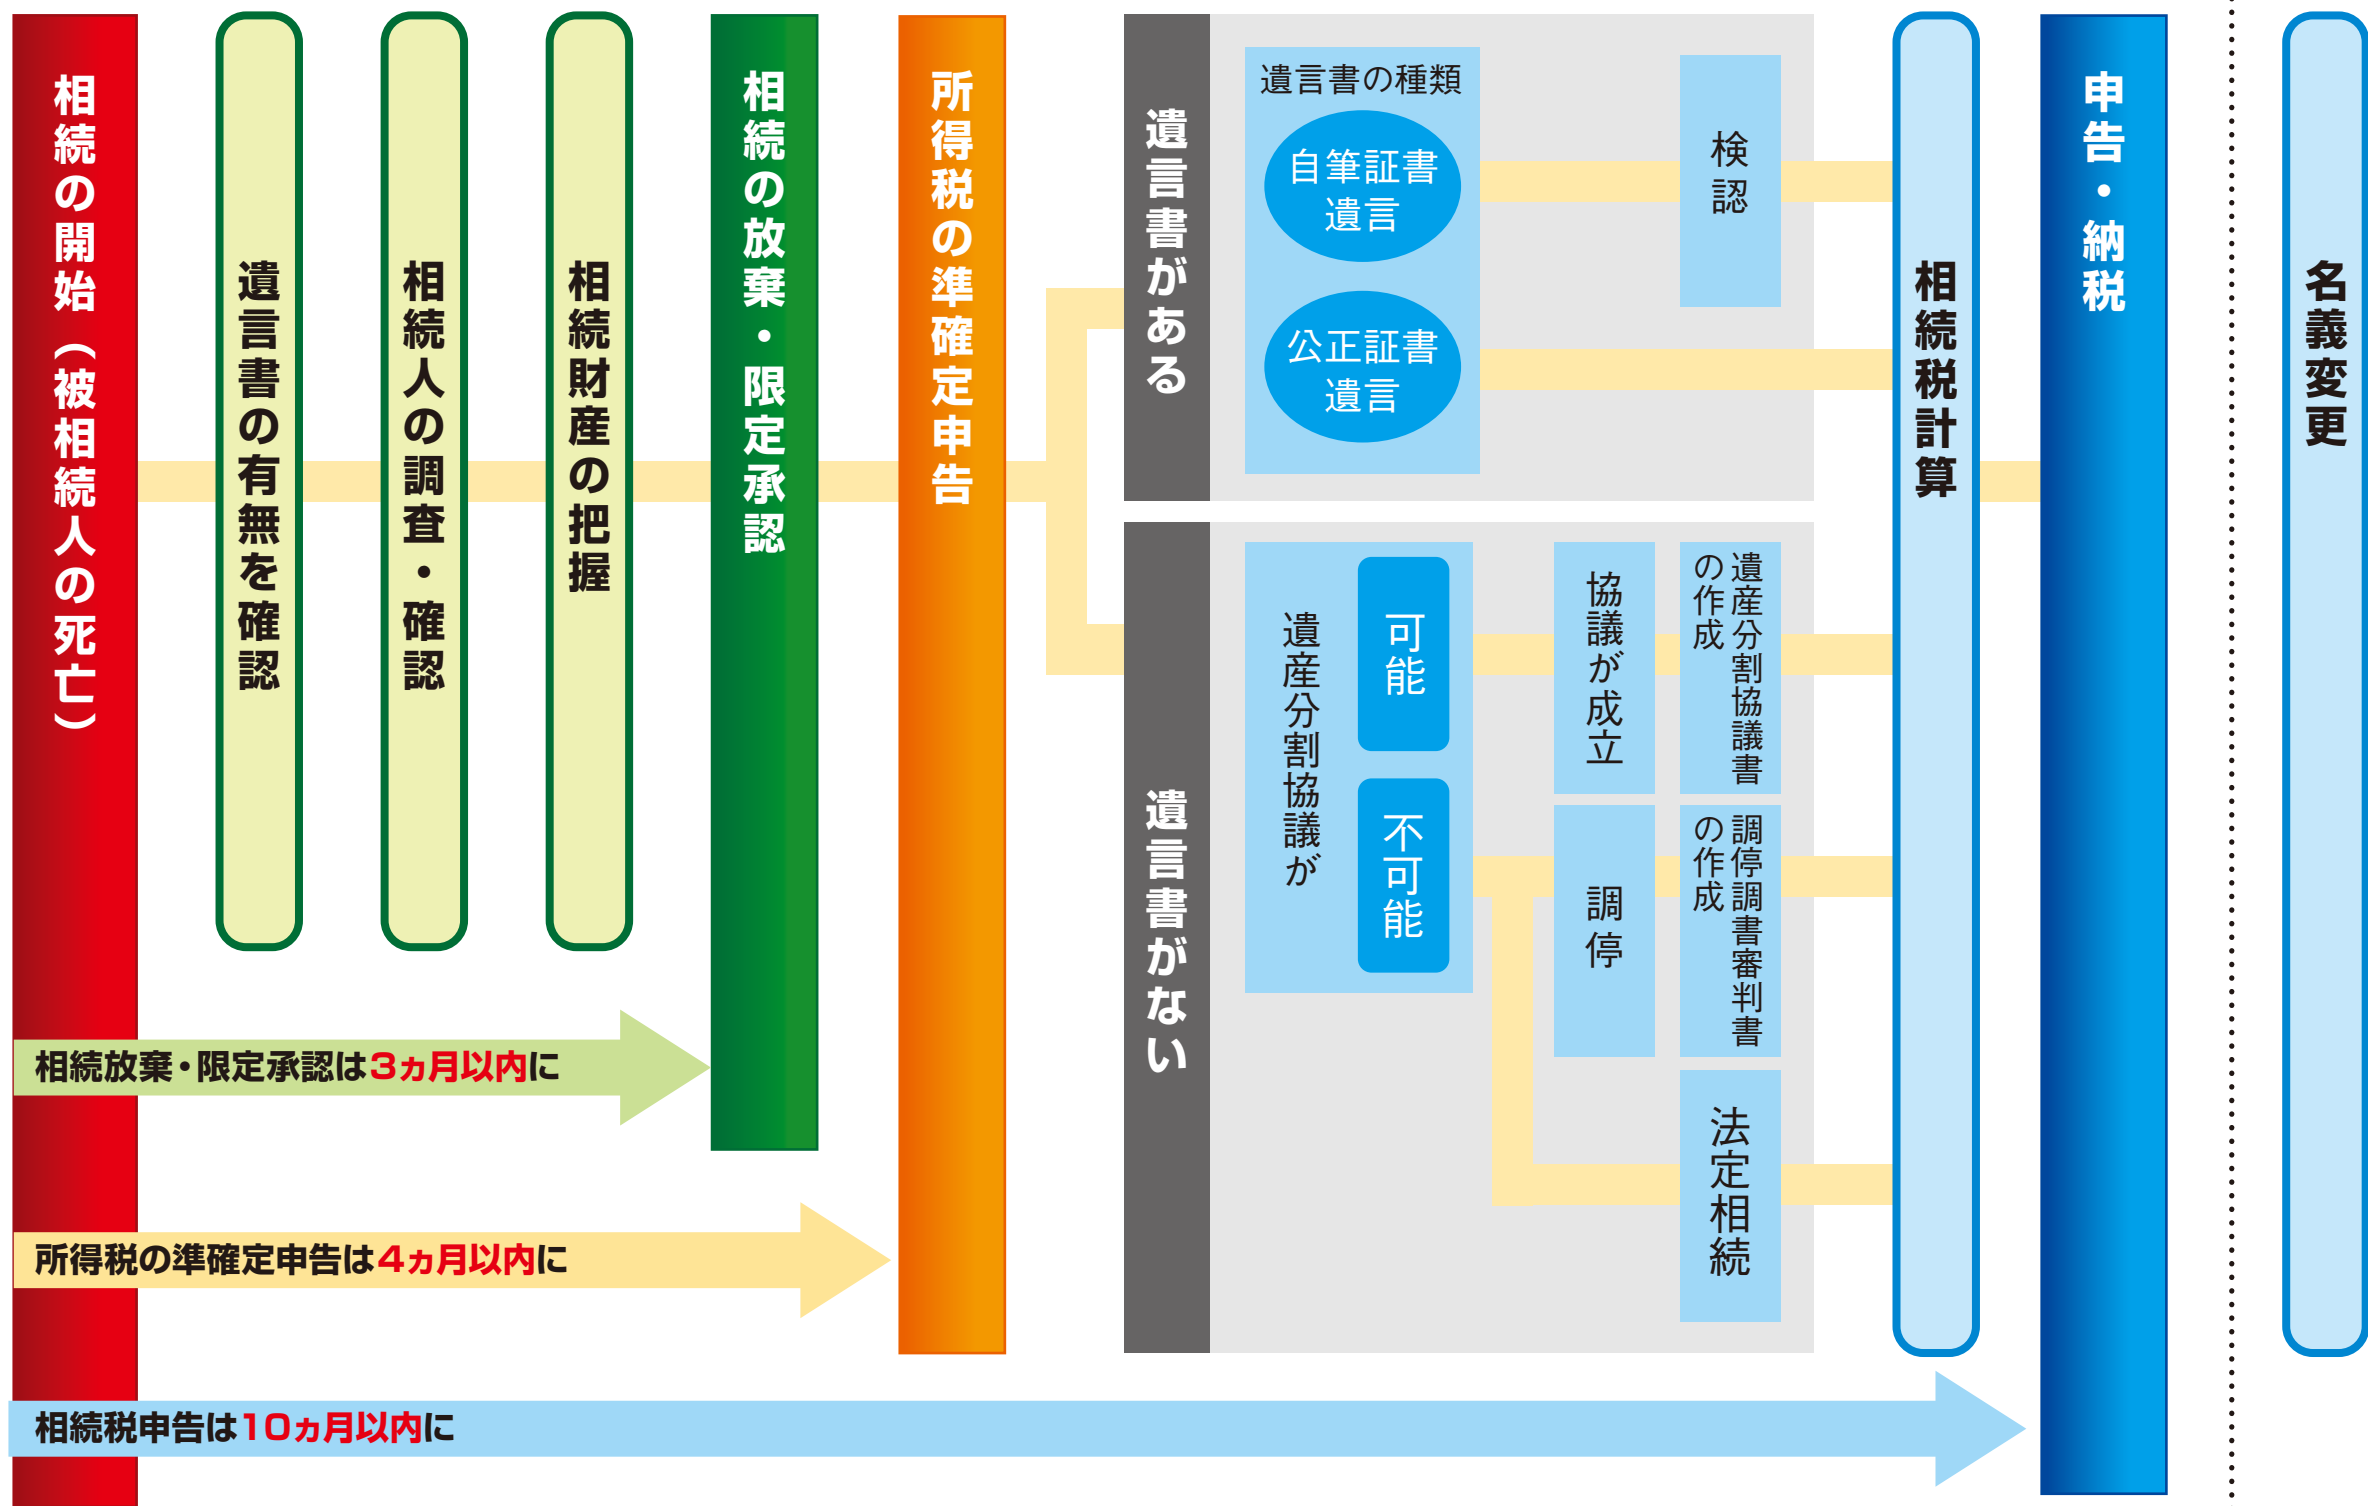 相続の開始（被相続人の死亡）
遺言書の有無を確認
相続人の調査・確認
相続財産の把握
相続の放棄・限定承認
所得税の準確定申告
遺言書がある
遺言書の種類
自筆証書
遺言
公正証書
遺言
検認
遺言書がない
遺産分割協議が
可能
不可能
協議が成立
遺産分割協議書
の作成
調停
調停調書審判書
の作成
法定相続
相続税計算
申告・納税
名義変更
相続放棄・限定承認は3ヵ月以内に
所得税の準確定申告は4ヵ月以内に
相続税申告は10ヵ月以内に